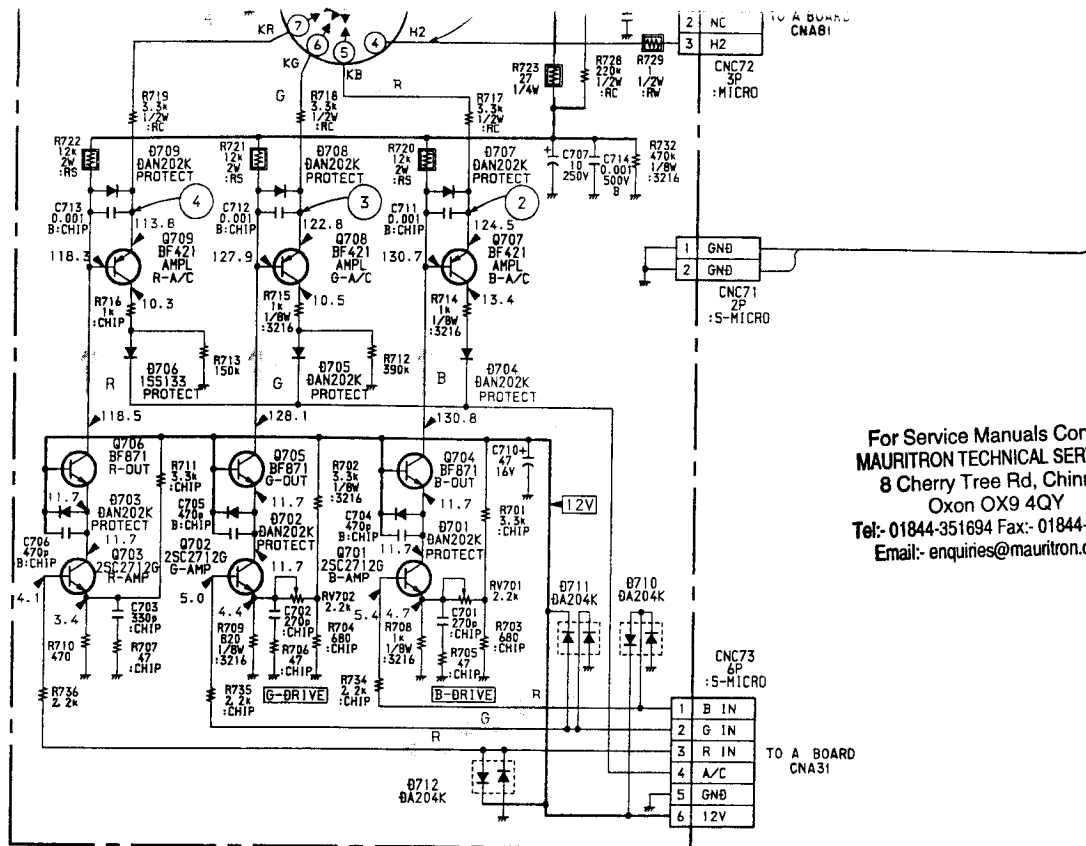 KR
7
6
5
4
KG
KB
H2
2 NC
3 H2
TO A BOARD
CNA81
CNC72
3P
:MICRO
R723
27
1/4W
R728
220k
1/2W
:RC
R729
1
1/2W
:RW
G
R
R719
3.3k
1/2W
:RC
R718
3.3k
1/2W
:RC
R717
3.3k
1/2W
:RC
R722
12k
2W
:RS
D709
DAN202K
PROTECT
R721
12k
2W
:RS
D708
DAN202K
PROTECT
R720
12k
2W
:RS
D707
DAN202K
PROTECT
C707
10
250V
C714
0.001
500V
B
R732
470k
1/8W
:3216
C713
0.001
B:CHIP
4
C712
0.001
B:CHIP
3
C711
0.001
B:CHIP
2
113.8
122.8
124.5
118.3
Q709
BF421
AMPL
R-A/C
127.9
Q708
BF421
AMPL
G-A/C
130.7
Q707
BF421
AMPL
B-A/C
1 GND
2 GND
CNC71
2P
:S-MICRO
R716
1k
:CHIP
10.3
R715
1k
1/8W
:3216
10.5
R714
1k
1/8W
:3216
13.4
R713
150k
R712
390k
D706
1SS133
PROTECT
D705
DAN202K
PROTECT
D704
DAN202K
PROTECT
R
G
B
118.5
128.1
130.8
Q706
BF871
R-OUT
R711
3.3k
:CHIP
Q705
BF871
G-OUT
R702
3.3k
1/8W
:3216
Q704
BF871
B-OUT
C710
47
16V
12V
11.7
11.7
11.7
D703
DAN202K
PROTECT
C705
470p
B:CHIP
D702
DAN202K
PROTECT
C704
470p
B:CHIP
D701
DAN202K
PROTECT
R701
3.3k
:CHIP
C706
470p
B:CHIP
11.7
Q703
2SC2712G
R-AMP
Q702
2SC2712G
G-AMP
11.7
Q701
2SC2712G
B-AMP
11.7
4.1
5.0
5.4
3.4
4.4
4.7
C703
330p
:CHIP
C702
270p
:CHIP
RV702
2.2k
C701
270p
:CHIP
RV701
2.2k
R710
470
R707
47
:CHIP
R709
820
1/8W
:3216
R706
47
:CHIP
R704
680
:CHIP
R708
1k
1/8W
:3216
R705
47
:CHIP
R703
680
:CHIP
D711
DA204K
D710
DA204K
R736
2.2k
R735
2.2k
:CHIP
G-DRIVE
R734
2.2k
:CHIP
B-DRIVE
R
G
R
D712
DA204K
CNC73
6P
:S-MICRO
1 B IN
2 G IN
3 R IN
4 A/C
5 GND
6 12V
TO A BOARD
CNA31
For Service Manuals Con
MAURITRON TECHNICAL SER
8 Cherry Tree Rd, Chinn
Oxon OX9 4QY
Tel:- 01844-351694 Fax:- 01844-
Email:- enquiries@mauritron.c